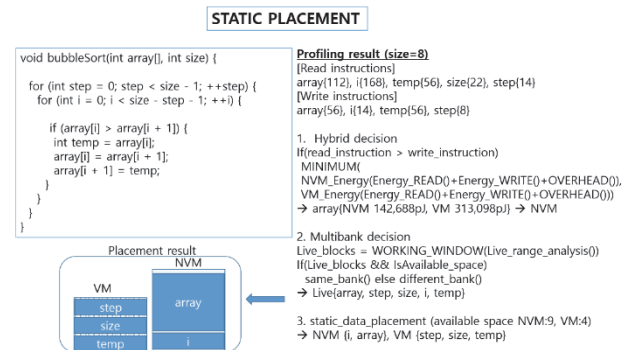 STATIC PLACEMENT
void bubbleSort(int array[], int size) {
for (int step = 0; step < size - 1; ++step) {
for (int i = 0; i < size - step - 1; ++i) {
if (array[i] > array[i + 1]) {
int temp = array[i];
array[i] = array[i + 1];
array[i + 1] = temp;
}
}
}
}
Profiling result (size=8)
[Read instructions]
array{112}, i{168}, temp{56}, size{22}, step{14}
[Write instructions]
array{56}, i{14}, temp{56}, step{8}
1. Hybrid decision
If(read_instruction > write_instruction)
MINIMUM(
NVM_Energy(Energy_READ()+Energy_WRITE()+OVERHEAD()),
VM_Energy(Energy_READ()+Energy_WRITE()+OVERHEAD()))
→ array{NVM 142,688pJ, VM 313,098pJ} → NVM
2. Multibank decision
Live_blocks = WORKING_WINDOW(Live_range_analysis())
If(Live_blocks && IsAvailable_space)
same_bank() else different_bank()
→ Live{array, step, size, i, temp}
3. static_data_placement (available space NVM:9, VM:4)
→ NVM {i, array}, VM {step, size, temp}
Placement result
NVM
VM
array
step
size
temp
i